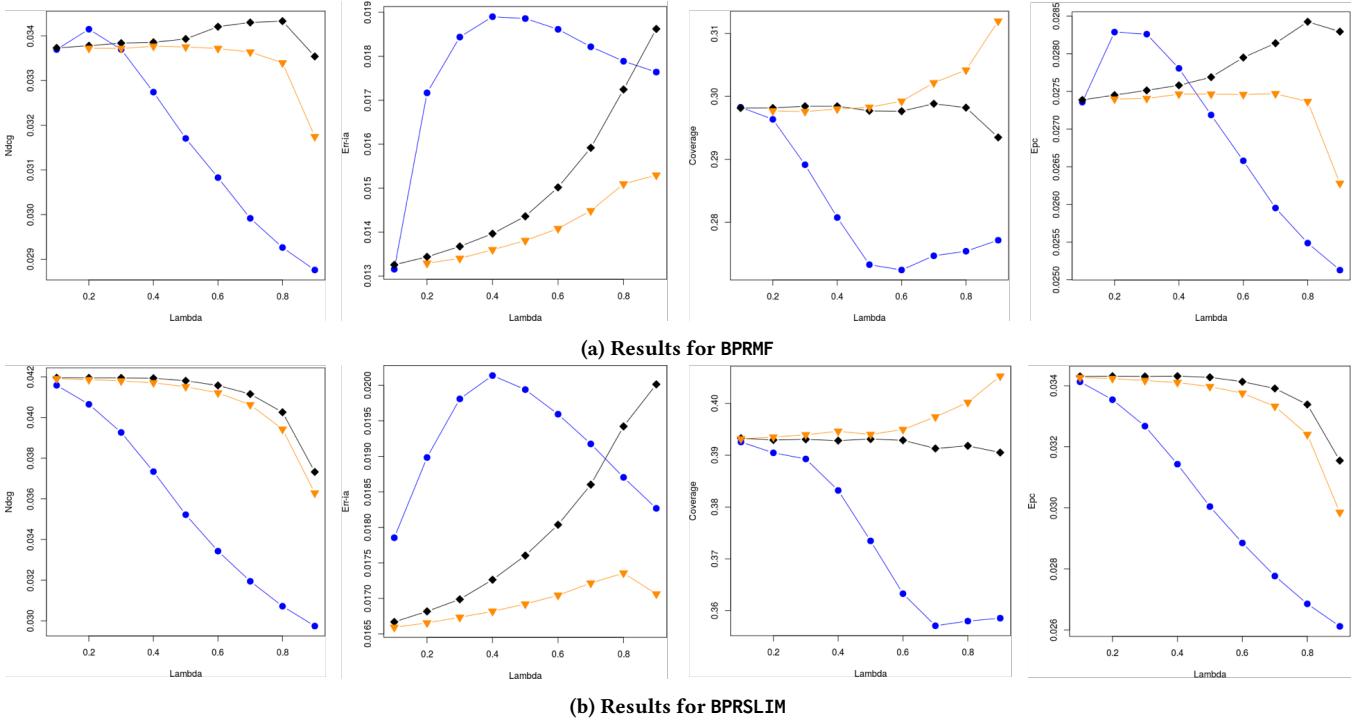 Ndog
0.029 0.030 0.031 0.032 0.033 0.034
0.2 0.4 0.6 0.8
Lambda
Err-ia
0.013 0.014 0.015 0.016 0.017 0.018 0.019
0.2 0.4 0.6 0.8
Lambda
Coverage
0.28 0.29 0.30 0.31
0.2 0.4 0.6 0.8
Lambda
Epc
0.0250 0.0255 0.0260 0.0265 0.0270 0.0275 0.0280 0.0285
0.2 0.4 0.6 0.8
Lambda
(a) Results for BPRMF
Ndog
0.030 0.032 0.034 0.036 0.038 0.040 0.042
0.2 0.4 0.6 0.8
Lambda
Err-ia
0.0165 0.0170 0.0175 0.0180 0.0185 0.0190 0.0195 0.0200
0.2 0.4 0.6 0.8
Lambda
Coverage
0.36 0.37 0.38 0.39 0.40
0.2 0.4 0.6 0.8
Lambda
Epc
0.026 0.028 0.030 0.032 0.034
0.2 0.4 0.6 0.8
Lambda
(b) Results for BPRSLIM